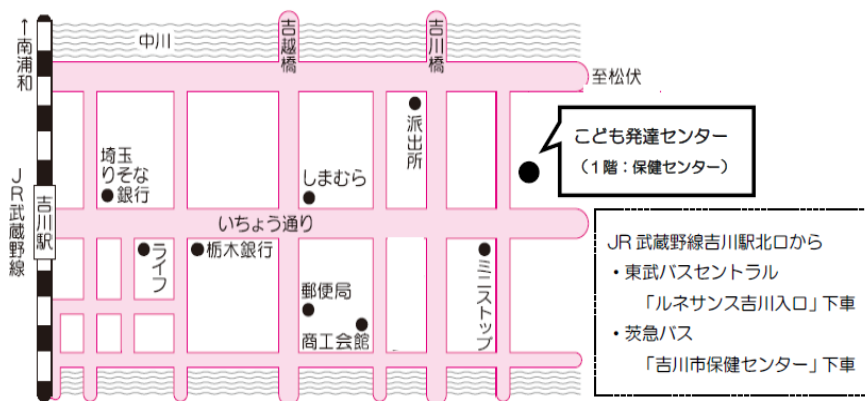 ↑南浦和
中川
吉越橋
吉川橋
至松伏
派出所
こども発達センター
（1階：保健センター）
埼玉
りそな
銀行
しまむら
JR武蔵野線
吉川駅
いちょう通り
ライフ
栃木銀行
郵便局
商工会館
ミニストップ
JR武蔵野線吉川駅北口から
・東武バスセントラル
「ルネサンス吉川入口」下車
・茨急バス
「吉川市保健センター」下車